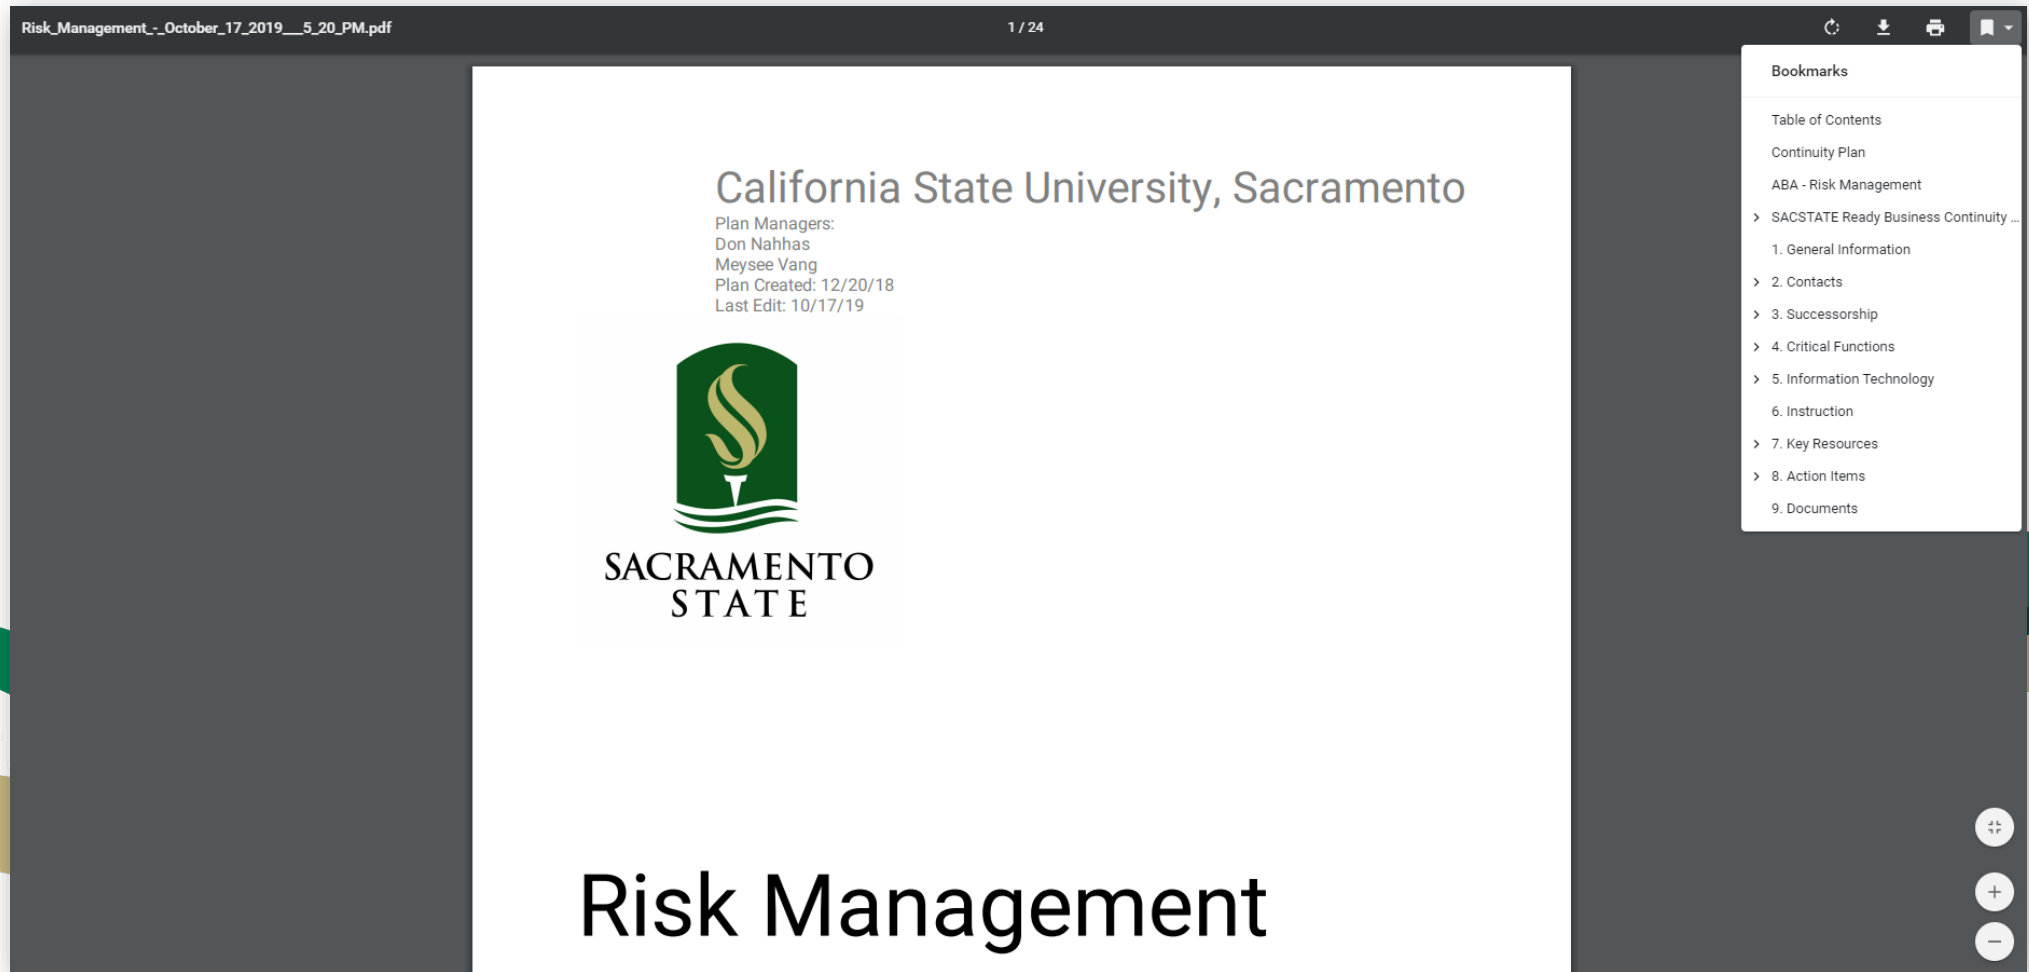 Risk_Management_-_October_17_2019___5_20_PM.pdf
1 / 24
Bookmarks
Table of Contents
Continuity Plan
ABA - Risk Management
SACSTATE Ready Business Continuity ...
1. General Information
2. Contacts
3. Successorship
4. Critical Functions
5. Information Technology
6. Instruction
7. Key Resources
8. Action Items
9. Documents
California State University, Sacramento
Plan Managers:
Don Nahhas
Meysee Vang
Plan Created: 12/20/18
Last Edit: 10/17/19
SACRAMENTO
STATE
Risk Management